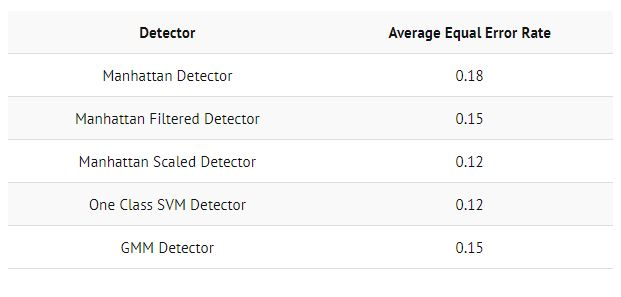 Detector Average Equal Error Rate
Manhattan Detector 0.18
Manhattan Filtered Detector 0.15
Manhattan Scaled Detector 0.12
One Class SVM Detector 0.12
GMM Detector 0.15